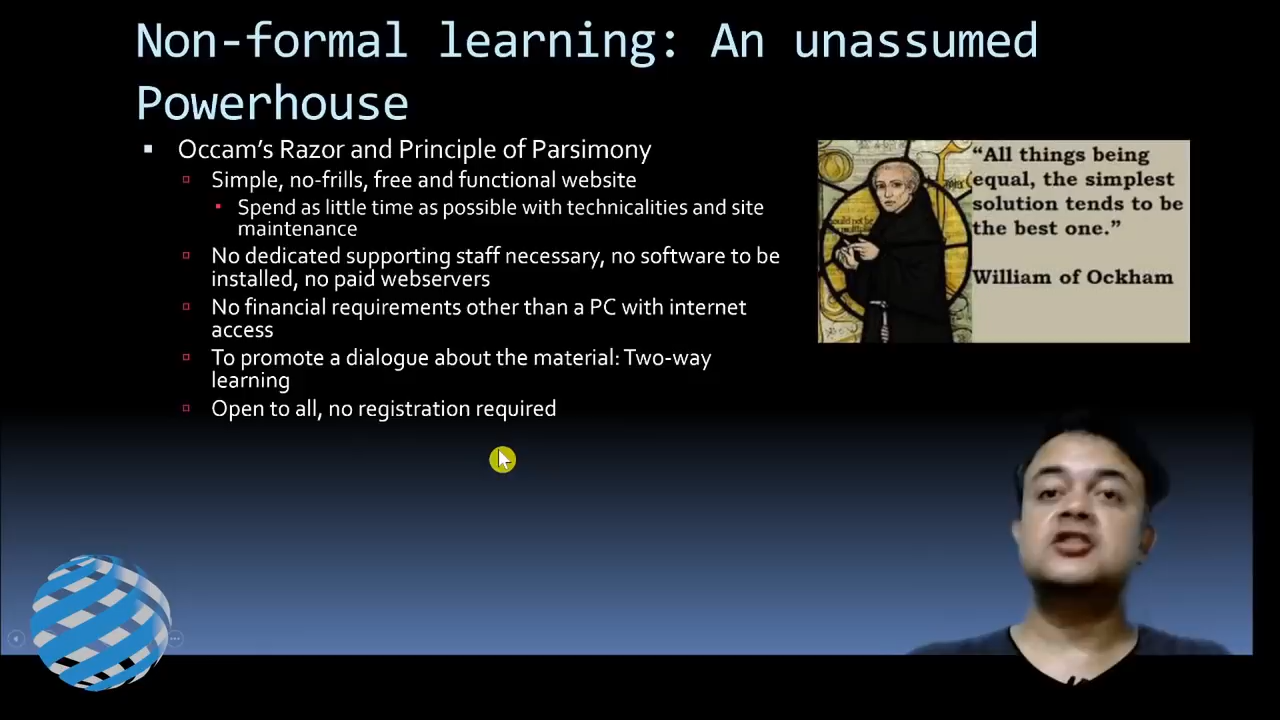 Non-formal learning: An unassumed
Powerhouse
Occam's Razor and Principle of Parsimony
Simple, no-frills, free and functional website
Spend as little time as possible with technicalities and site
maintenance
No dedicated supporting staff necessary, no software to be
installed, no paid webservers
No financial requirements other than a PC with internet
access
To promote a dialogue about the material: Two-way
learning
Open to all, no registration required
“All things being
equal, the simplest
solution tends to be
the best one.”
William of Ockham